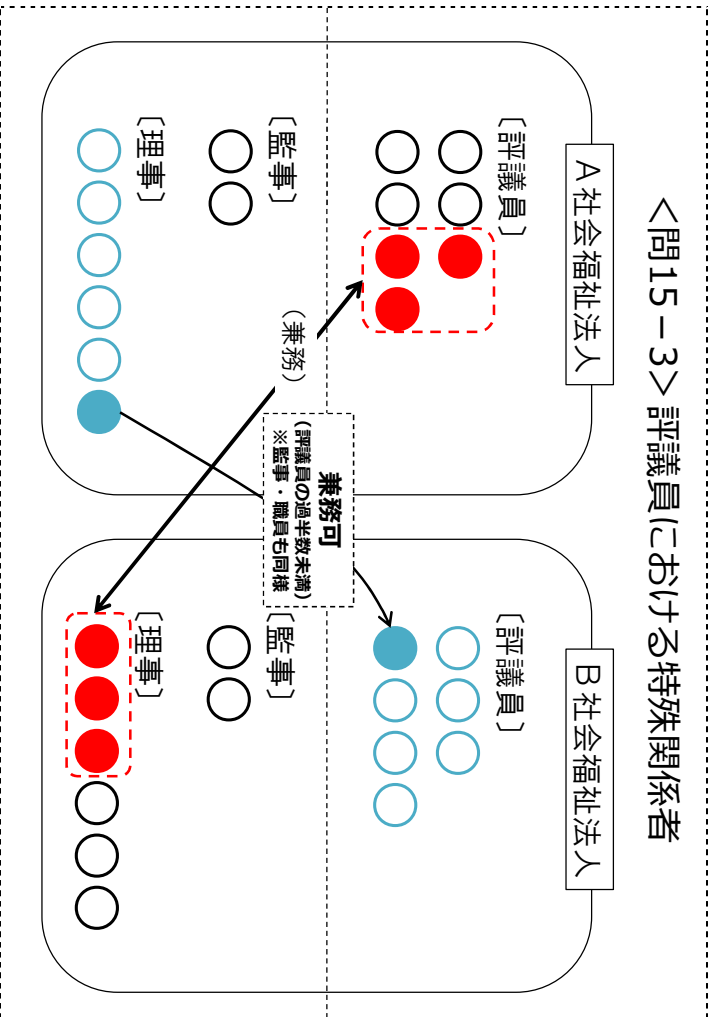 ＜問15－3＞評議員における特殊関係者
A社会福祉法人
〔評議員〕
〔監事〕
〔理事〕
（兼務）
兼務可
（評議員の過半数未満）
※監事・職員も同様
B社会福祉法人
〔評議員〕
〔監事〕
〔理事〕